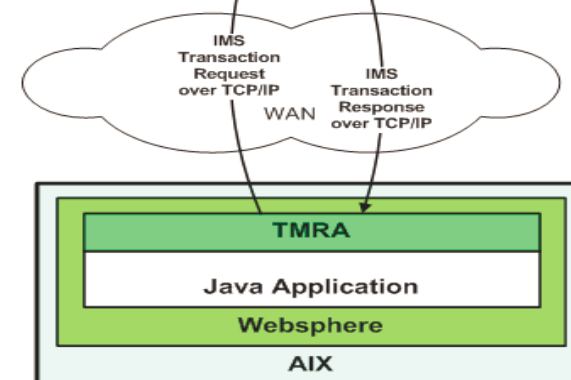 IMS
Transaction
Request
over TCP/IP
WAN
IMS
Transaction
Response
over TCP/IP
TMRA
Java Application
Websphere
AIX